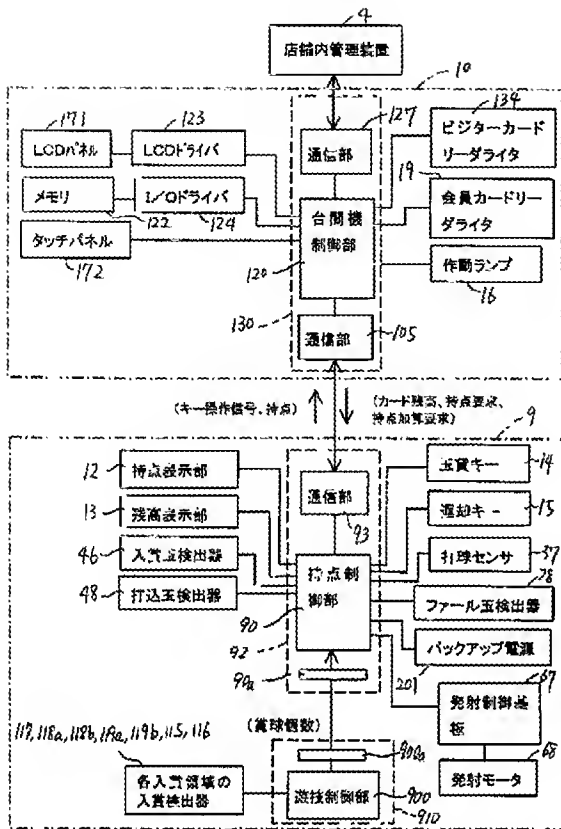 4
店舗内管理装置
10
171
LCDパネル
123
LCDドライバ
127
通信部
134
ビジターカード
リーダライタ
メモリ
122
I/Oドライバ
124
台間機
制御部
120
19
会員カードリー
ダライタ
タッチパネル
172
作動ランプ
16
130
通信部
105
(キー操作信号、持点)
(カード残高、持点要求、
持点加算要求)
9
12
持点表示部
通信部
93
玉貸キー
14
13
残高表示部
返却キー
15
46
入賞玉検出器
持点制
御部
90
打球センサ
37
48
打込玉検出器
ファール玉検出器
92
90a
バックアップ電源
201
67
発射制御基
板
(賞球個数)
117,118a,118b,119a,119b,115,116
900a
各入賞領域の
入賞検出器
遊技制御部
900
910
発射モータ
68